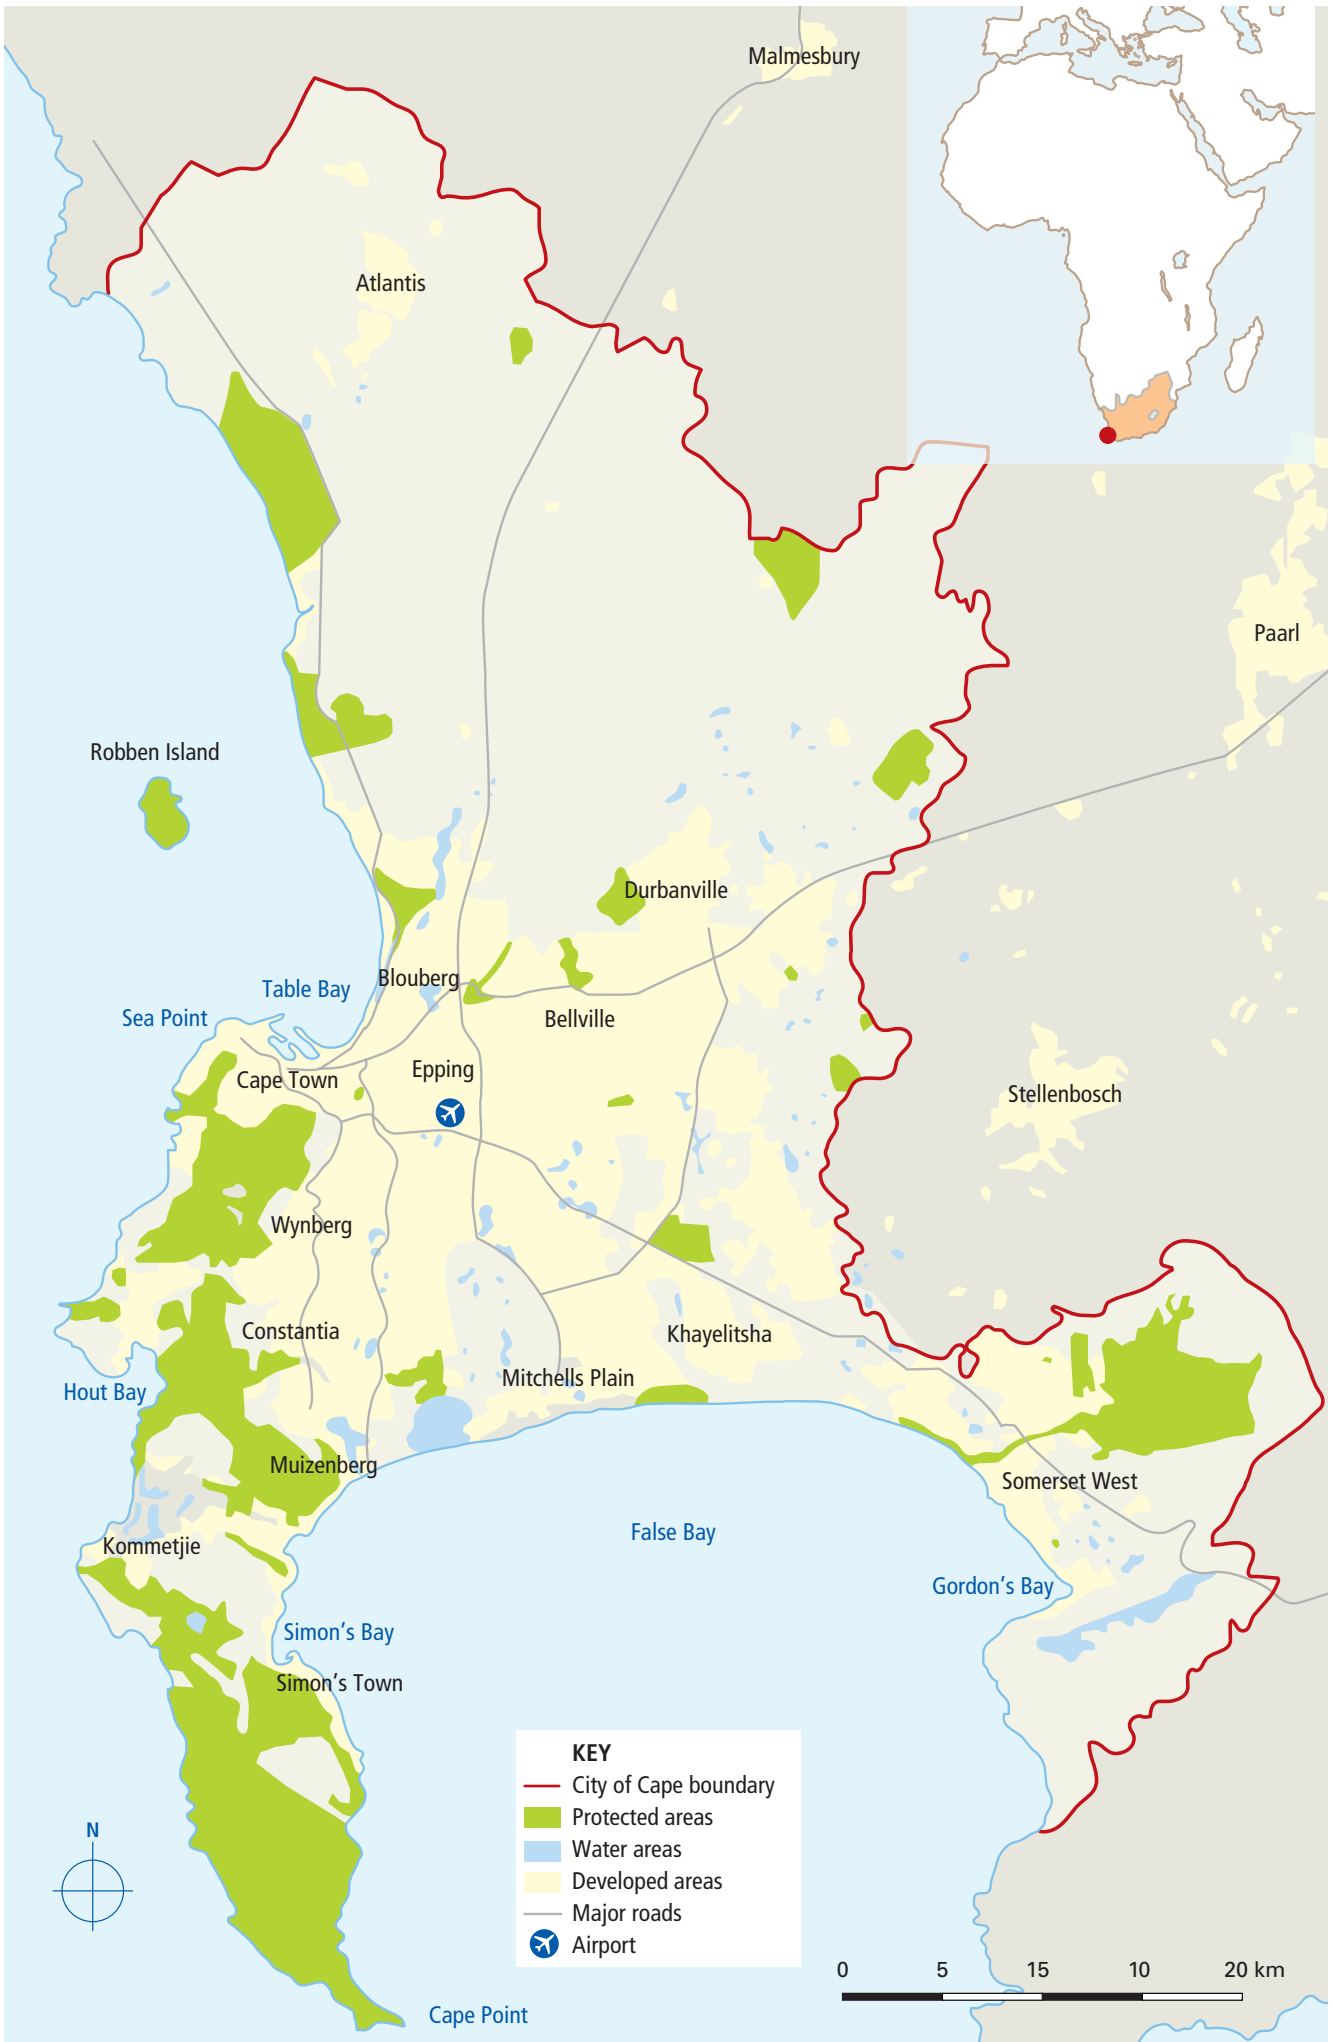 Malmesbury
Atlantis
Paarl
Robben Island
Durbanville
Blouberg
Table Bay
Sea Point
Bellville
Epping
Cape Town
Stellenbosch
Wynberg
Constantia
Khayelitsha
Mitchells Plain
Hout Bay
Muizenberg
Somerset West
False Bay
Kommetjie
Gordon's Bay
Simon's Bay
Simon's Town
KEY
City of Cape boundary
Protected areas
Water areas
Developed areas
Major roads
Airport
N
0 5 15 10 20 km
Cape Point